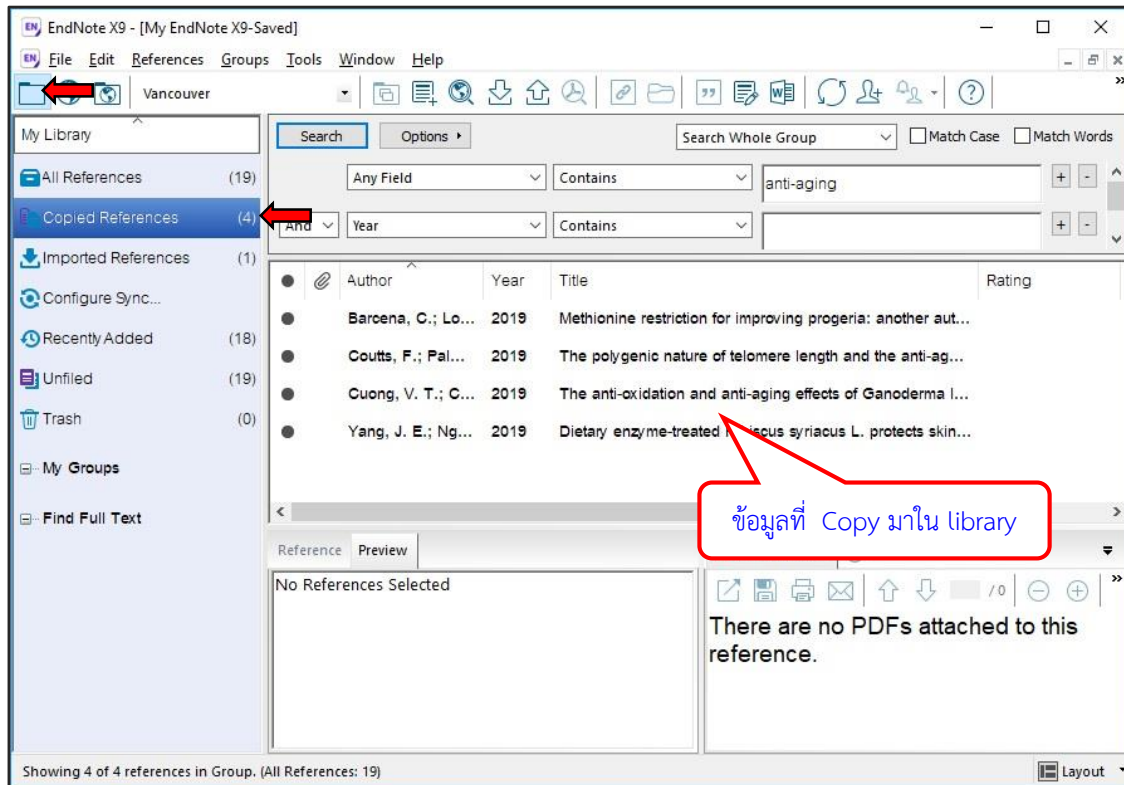 EndNote X9 - [My EndNote X9-Saved]
File Edit References Groups Tools Window Help
Vancouver
My Library
All References (19)
Copied References (4)
Imported References (1)
Configure Sync...
Recently Added (18)
Unfiled (19)
Trash (0)
My Groups
Find Full Text
Search Options Search Whole Group Match Case Match Words
Any Field Contains anti-aging + -
And Year Contains + -
Author Year Title Rating
Barcena, C.; Lo... 2019 Methionine restriction for improving progeria: another aut...
Coutts, F.; Pal... 2019 The polygenic nature of telomere length and the anti-ag...
Cuong, V. T.; C... 2019 The anti-oxidation and anti-aging effects of Ganoderma l...
Yang, J. E.; Ng... 2019 Dietary enzyme-treated syriacus L. protects skin...
ข้อมูลที่ Copy มาใน library
Reference Preview
No References Selected
/ 0
There are no PDFs attached to this
reference.
Showing 4 of 4 references in Group. (All References: 19)
Layout